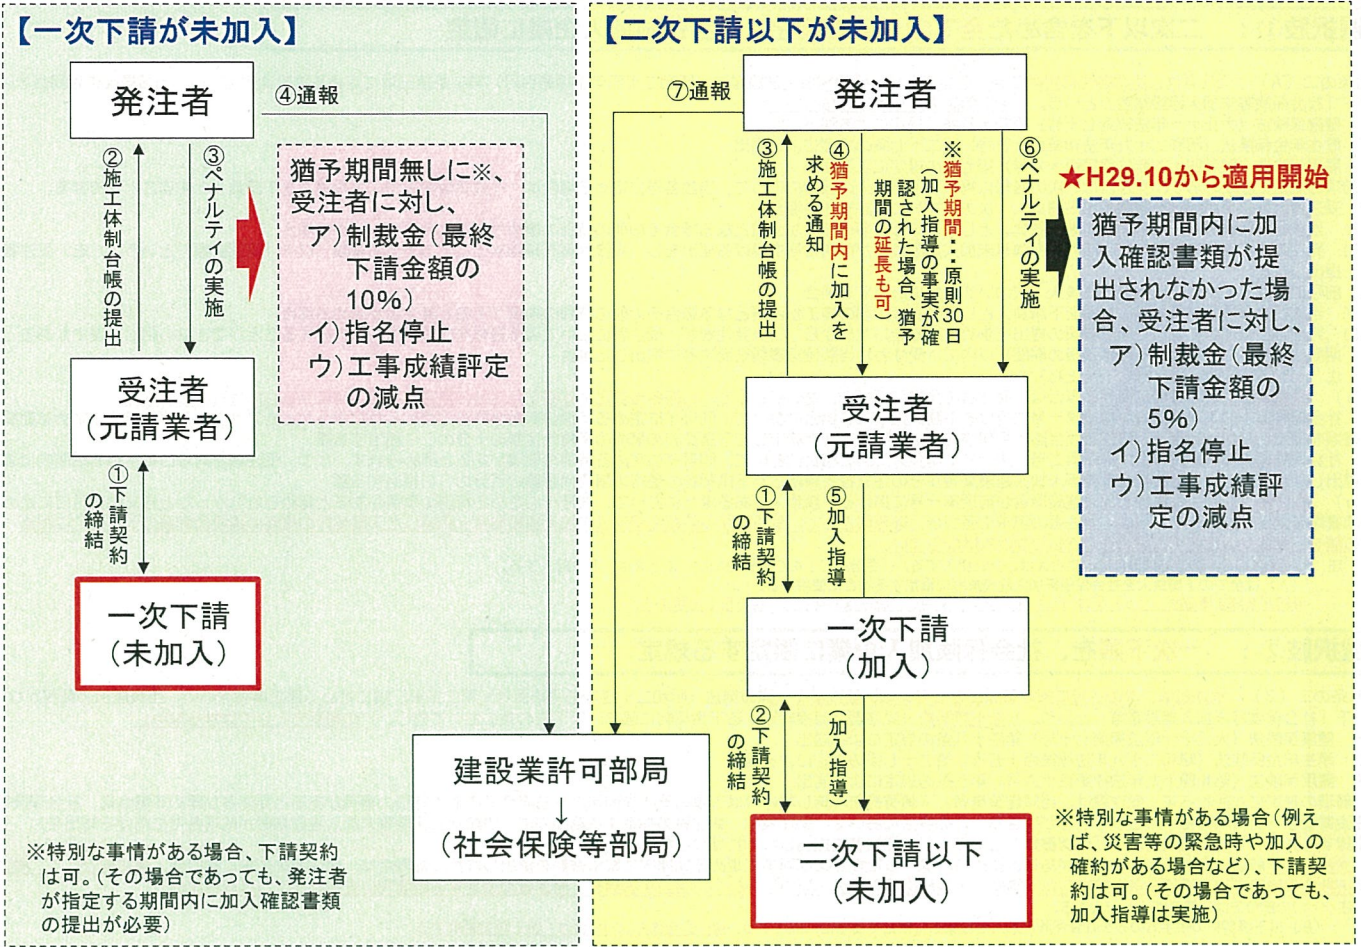 【一次下請が未加入】
発注者
④通報
②施工体制台帳の提出
③ペナルティの実施
猶予期間無しに※、
受注者に対し、
ア)制裁金(最終
下請金額の
10%)
イ)指名停止
ウ)工事成績評定
の減点
受注者
(元請業者)
①下請契約
の締結
一次下請
(未加入)
※特別な事情がある場合、下請契約
は可。(その場合であっても、発注者
が指定する期間内に加入確認書類
の提出が必要)
建設業許可部局
↓
(社会保険等部局)
【二次下請以下が未加入】
⑦通報
発注者
③施工体制台帳の提出
④猶予期間内に加入を
求める通知
※猶予期間・・・原則30日
(加入指導の事実が確
認された場合、猶予
期間の延長も可)
⑥ペナルティの実施
★H29.10から適用開始
猶予期間内に加
入確認書類が提
出されなかった場
合、受注者に対し、
ア)制裁金(最終
下請金額の
5%)
イ)指名停止
ウ)工事成績評
定の減点
受注者
(元請業者)
①下請契約
の締結
⑤加入指導
一次下請
(加入)
②下請契約
の締結
(加入指導)
二次下請以下
(未加入)
※特別な事情がある場合(例え
ば、災害等の緊急時や加入の
確約がある場合など)、下請契
約は可。(その場合であっても、
加入指導は実施)